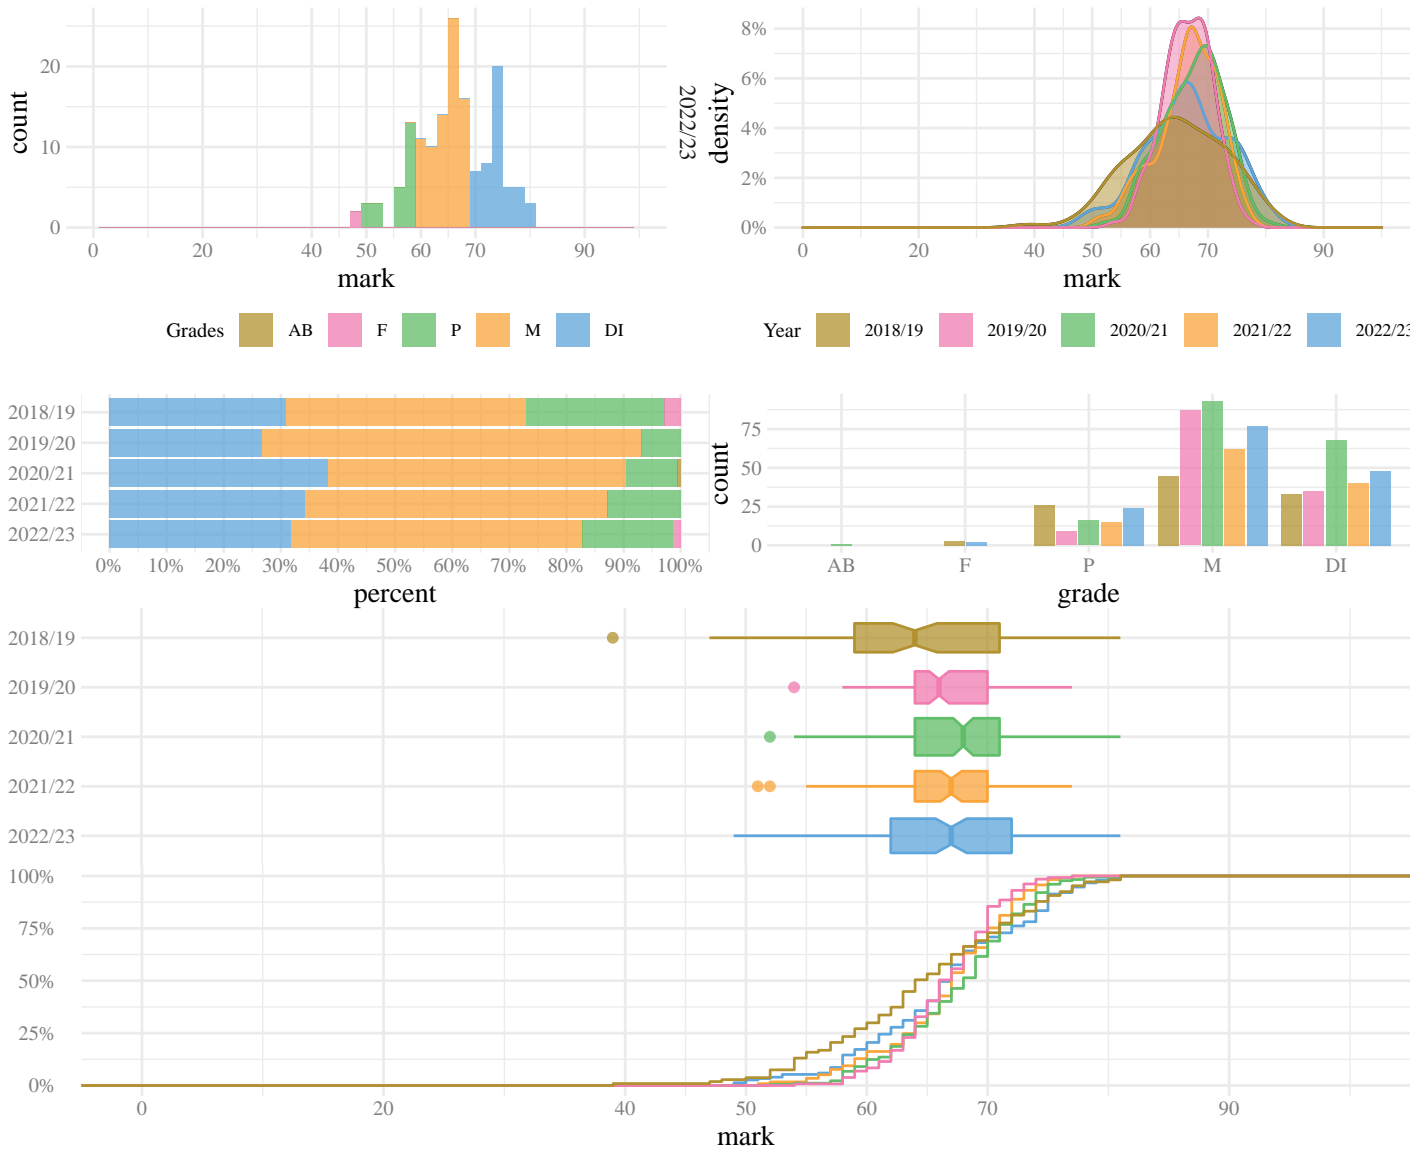 20
10
0
count
0 20 40 50 60 70 90
mark
2022/23
8%
6%
4%
2%
0%
density
0 20 40 50 60 70 90
mark
Grades AB F P M DI
Year 2018/19 2019/20 2020/21 2021/22 2022/23
2018/19
2019/20
2020/21
2021/22
2022/23
0% 10% 20% 30% 40% 50% 60% 70% 80% 90% 100%
percent
75
50
25
0
count
AB F P M DI
grade
2018/19
2019/20
2020/21
2021/22
2022/23
100%
75%
50%
25%
0%
0 20 40 50 60 70 90
mark